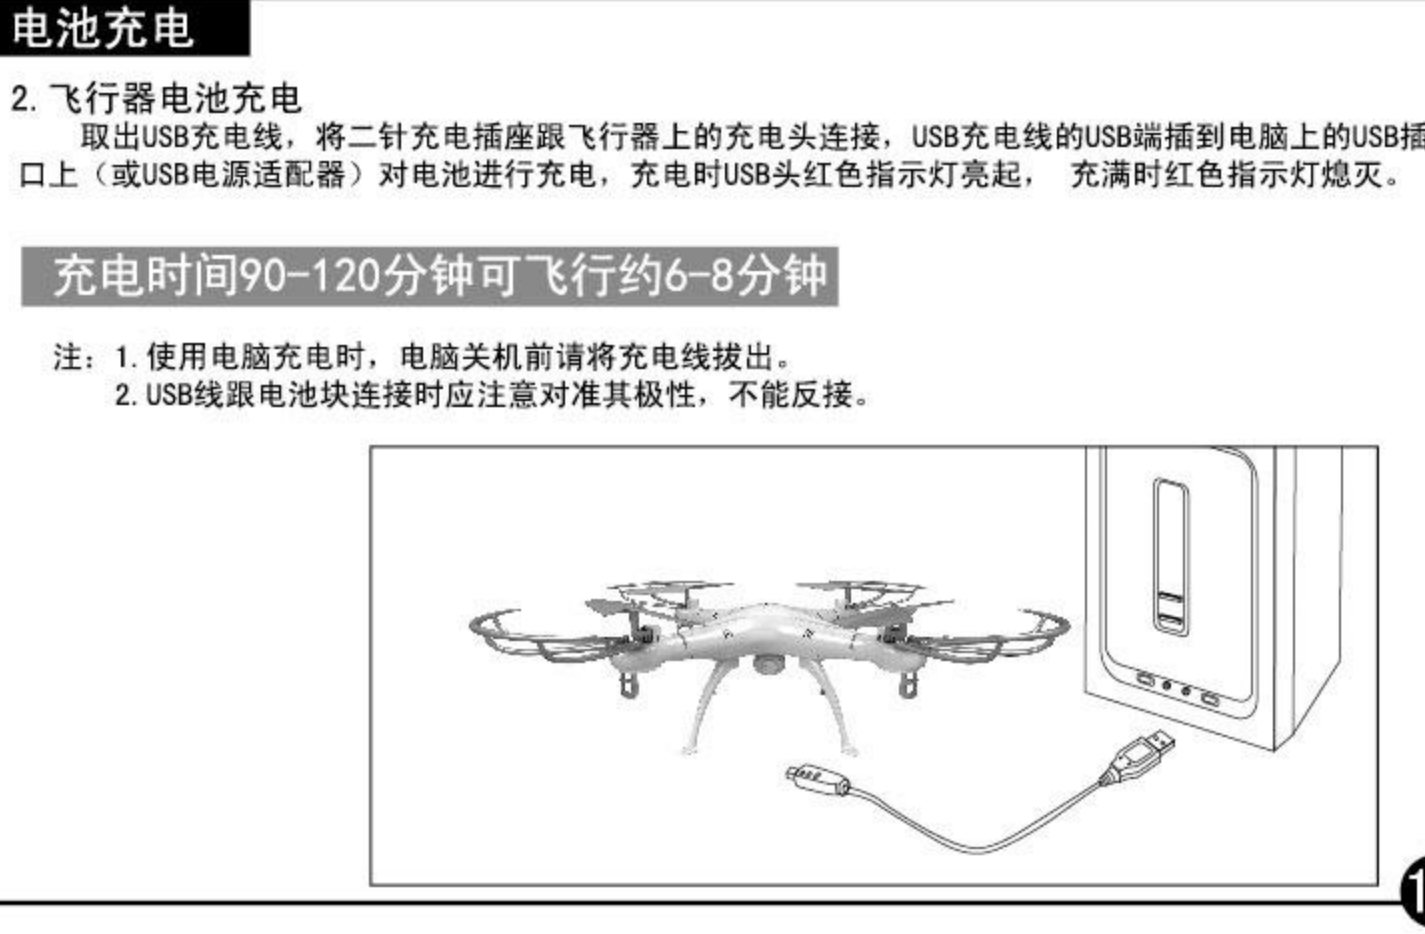 电池充电
2. 飞行器电池充电
取出USB充电线，将二针充电插座跟飞行器上的充电头连接，USB充电线的USB端插到电脑上的USB插
口上（或USB电源适配器）对电池进行充电，充电时USB头红色指示灯亮起， 充满时红色指示灯熄灭。
充电时间90-120分钟可飞行约6-8分钟
注：1. 使用电脑充电时，电脑关机前请将充电线拔出。
2. USB线跟电池块连接时应注意对准其极性，不能反接。